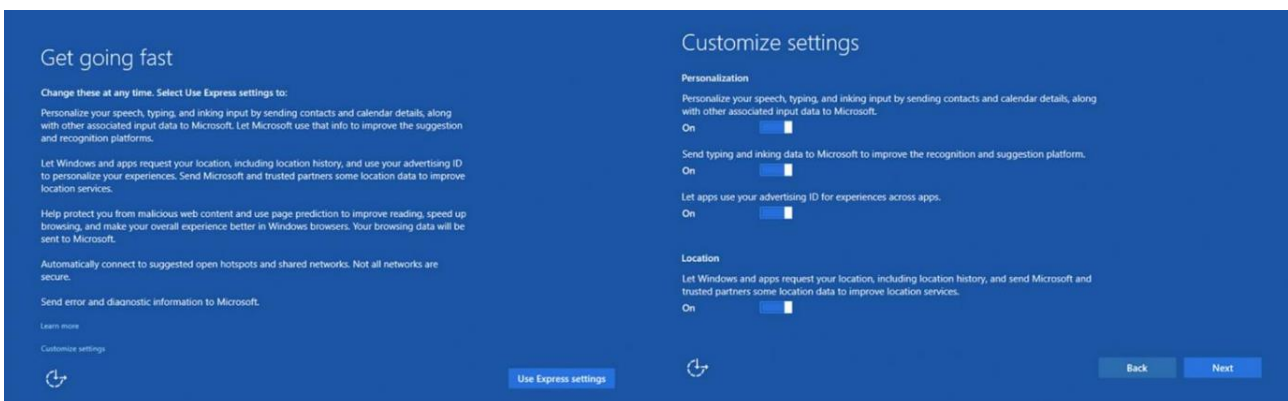 Get going fast
Change these at any time. Select Use Express settings to:
Personalize your speech, typing, and inking input by sending contacts and calendar details, along
with other associated input data to Microsoft. Let Microsoft use that info to improve the suggestion
and recognition platforms.
Let Windows and apps request your location, including location history, and use your advertising ID
to personalize your experiences. Send Microsoft and trusted partners some location data to improve
location services.
Help protect you from malicious web content and use page prediction to improve reading, speed up
browsing, and make your overall experience better in Windows browsers. Your browsing data will be
sent to Microsoft.
Automatically connect to suggested open hotspots and shared networks. Not all networks are
secure.
Send error and diagnostic information to Microsoft.
Learn more
Customize settings
Use Express settings
Customize settings
Personalization
Personalize your speech, typing, and inking input by sending contacts and calendar details, along
with other associated input data to Microsoft.
On
Send typing and inking data to Microsoft to improve the recognition and suggestion platform.
On
Let apps use your advertising ID for experiences across apps.
On
Location
Let Windows and apps request your location, including location history, and send Microsoft and
trusted partners some location data to improve location services.
On
Back
Next